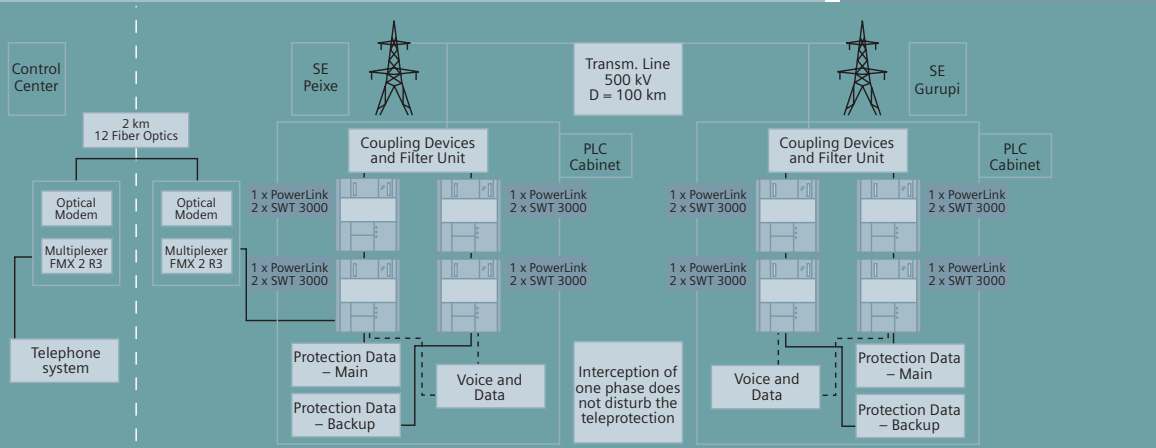 Control
Center
2 km
12 Fiber Optics
Optical
Modem
Multiplexer
FMX 2 R3
Optical
Modem
Multiplexer
FMX 2 R3
Telephone
system
SE
Peixe
Transm. Line
500 kV
D = 100 km
SE
Gurupi
Coupling Devices
and Filter Unit
PLC
Cabinet
1 x PowerLink
2 x SWT 3000
1 x PowerLink
2 x SWT 3000
1 x PowerLink
2 x SWT 3000
1 x PowerLink
2 x SWT 3000
Protection Data
– Main
Protection Data
– Backup
Voice and
Data
Interception of
one phase does
not disturb the
teleprotection
Coupling Devices
and Filter Unit
PLC
Cabinet
1 x PowerLink
2 x SWT 3000
1 x PowerLink
2 x SWT 3000
1 x PowerLink
2 x SWT 3000
1 x PowerLink
2 x SWT 3000
Voice and
Data
Protection Data
– Main
Protection Data
– Backup